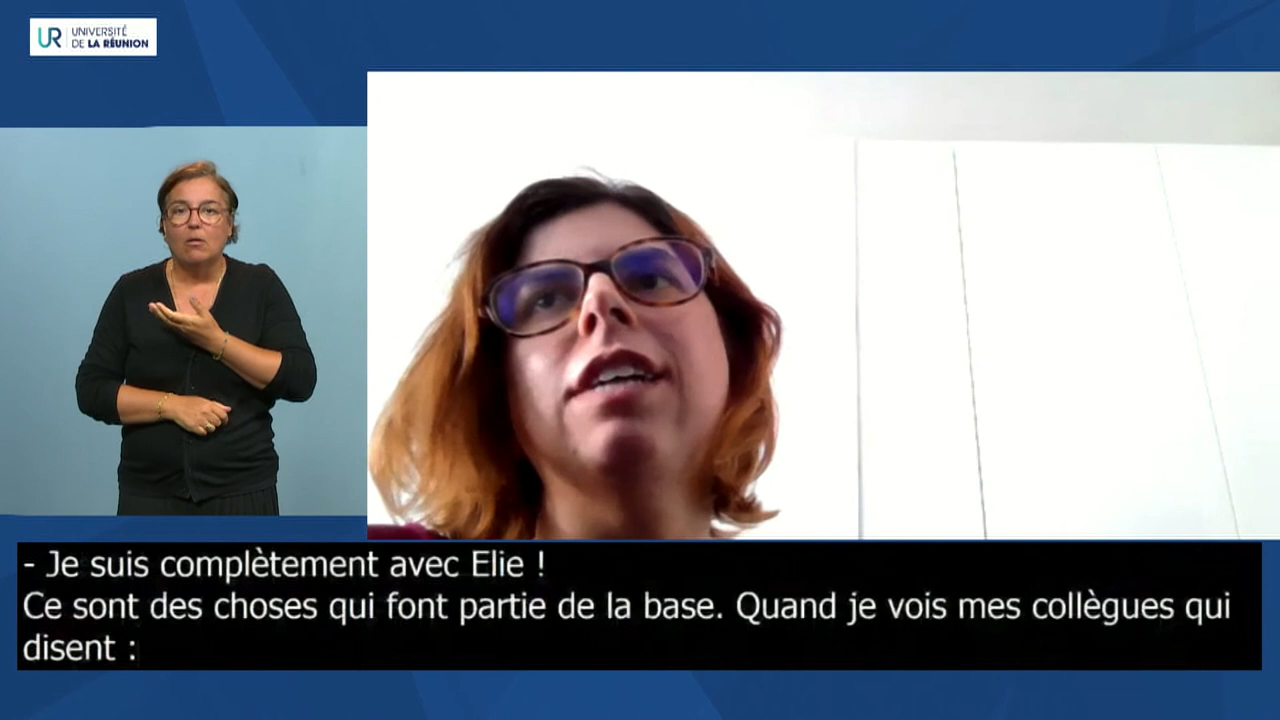 UR UNIVERSITÉ
DE LA RÉUNION
- Je suis complètement avec Elie !
Ce sont des choses qui font partie de la base. Quand je vois mes collègues qui
disent :